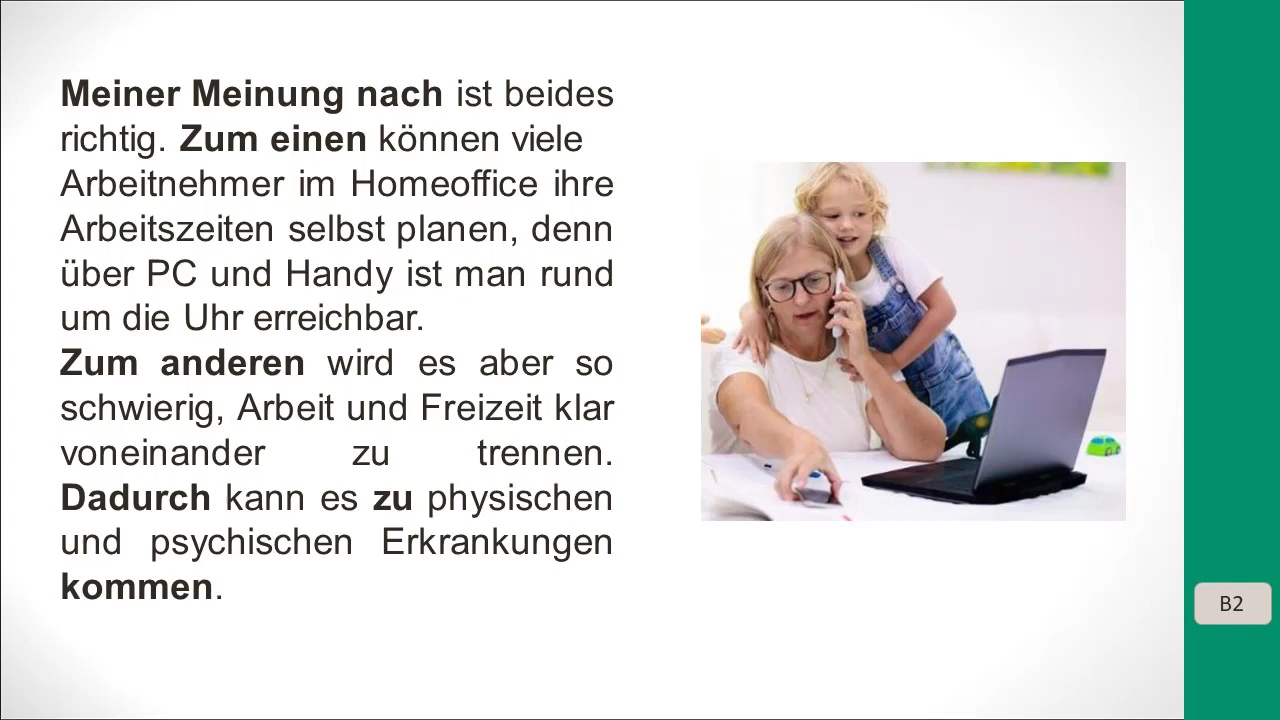 Meiner Meinung nach ist beides
richtig. Zum einen können viele
Arbeitnehmer im Homeoffice ihre
Arbeitszeiten selbst planen, denn
über PC und Handy ist man rund
um die Uhr erreichbar.
Zum anderen wird es aber so
schwierig, Arbeit und Freizeit klar
voneinander zu trennen.
Dadurch kann es zu physischen
und psychischen Erkrankungen
kommen.
B2